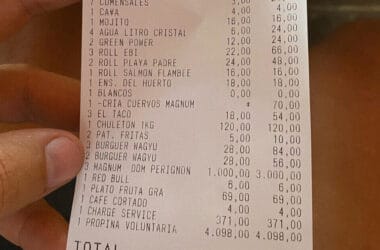 COMENSALES 3,00
1 CAVA 4,00 4,00
1 MOJITO 16,00 16,00
4 AGUA LITRO CRISTAL 6,00 24,00
2 GREEN POWER 12,00 24,00
3 ROLL EBI 22,00 66,00
2 ROLL PLAYA PADRE 24,00 48,00
1 ROLL SALMON FLAMBEE 16,00 16,00
1 ENS. DEL HUERTO 18,00 18,00
1 BLANCOS 0,00 0,00
1 -CRIA CUERVOS MAGNUM * 70,00
3 EL TACO 18,00 54,00
1 CHULETON 1KG 120,00 120,00
2 PAT. FRITAS 5,00 10,00
3 BURGUER WAGYU 28,00 84,00
2 BURGUER WAGYU 28,00 56,00
3 MAGNUM DOM PERIGNON 1.000,00 3.000,00
1 RED BULL 6,00 6,00
1 PLATO FRUTA GRA 69,00 69,00
1 CAFE CORTADO 4,00 4,00
1 CHARGE SERVICE 371,00 371,00
1 PROPINA VOLUNTARIA 4.098,00 4.098,00
TOTAL